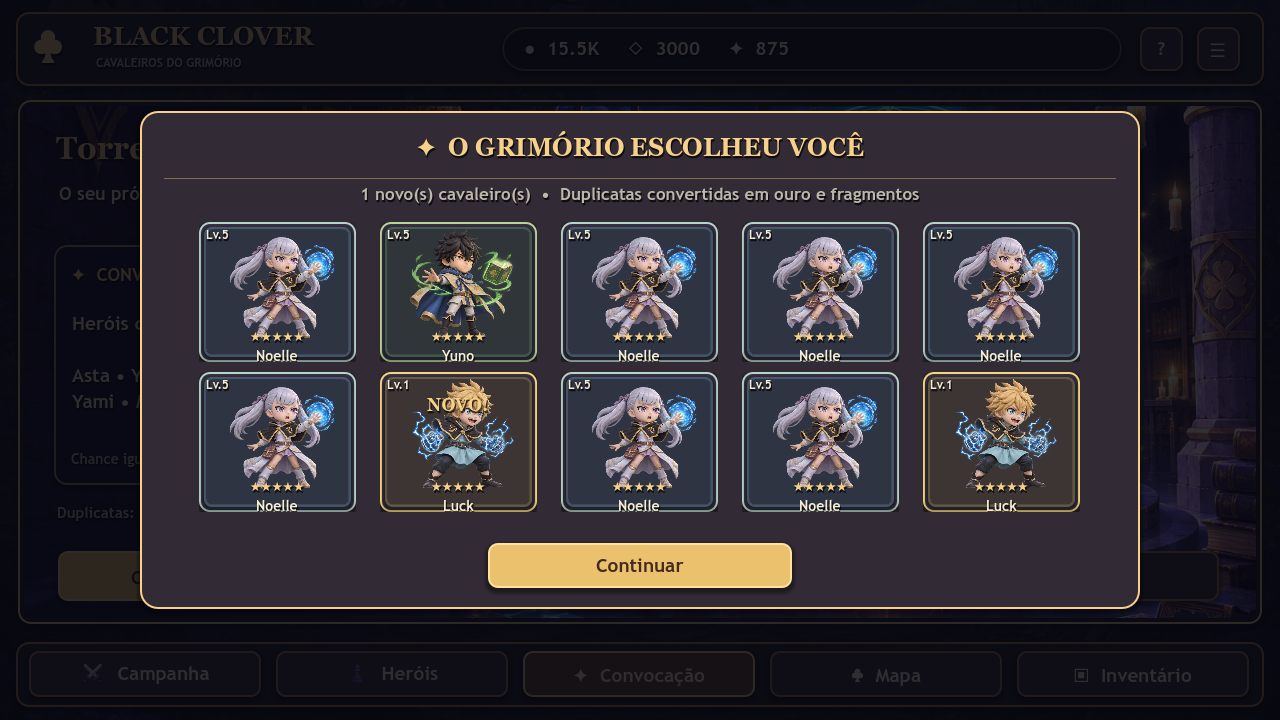 BLACK CLOVER
CAVALEIROS DO GRIMÓRIO
15.5K 3000 875 ?
Torre
O seu pró
✦ O GRIMÓRIO ESCOLHEU VOCÊ
1 novo(s) cavaleiro(s) • Duplicatas convertidas em ouro e fragmentos
Lv.5 Lv.5 Lv.5 Lv.5 Lv.5
★★★★★ ★★★★★ ★★★★★ ★★★★★ ★★★★★
Noelle Yuno Noelle Noelle Noelle
Lv.5 Lv.1 Lv.5 Lv.5 Lv.1
NOVO!
★★★★★ ★★★★★ ★★★★★ ★★★★★ ★★★★★
Noelle Luck Noelle Noelle Luck
✦ CONV
Heróis
Asta • Y
Yami •
Chance igu
Duplicatas:
Continuar
Campanha Heróis ✦ Convocação ♣ Mapa Inventário